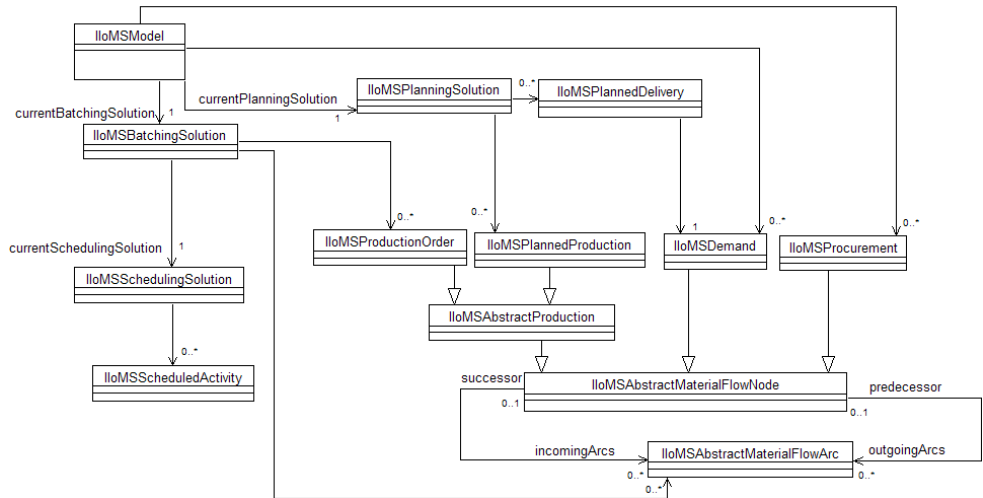 IloMSModel
currentPlanningSolution
1
IloMSPlanningSolution
0..*
IloMSPlannedDelivery
currentBatchingSolution
1
IloMSBatchingSolution
0..*
0..*
1
0..*
0..*
IloMSProductionOrder
IloMSPlannedProduction
IloMSDemand
IloMSProcurement
currentSchedulingSolution
1
IloMSSchedulingSolution
IloMSAbstractProduction
0..*
IloMSScheduledActivity
successor
IloMSAbstractMaterialFlowNode
predecessor
0..1
0..1
incomingArcs
IloMSAbstractMaterialFlowArc
outgoingArcs
0..*
0..*
0..*